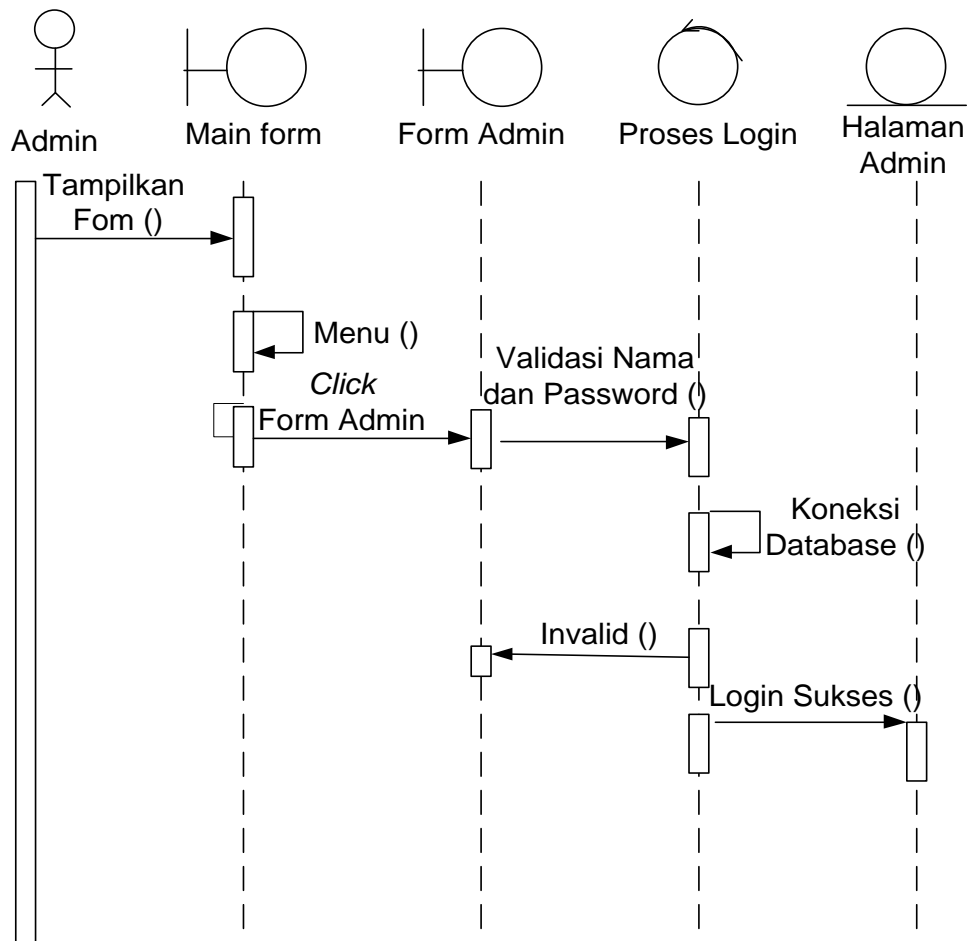 Admin
Main form
Form Admin
Proses Login
Halaman
Admin
Tampilkan
Fom ()
Menu ()
Click
Form Admin
Validasi Nama
dan Password ()
Koneksi
Database ()
Invalid ()
Login Sukses ()